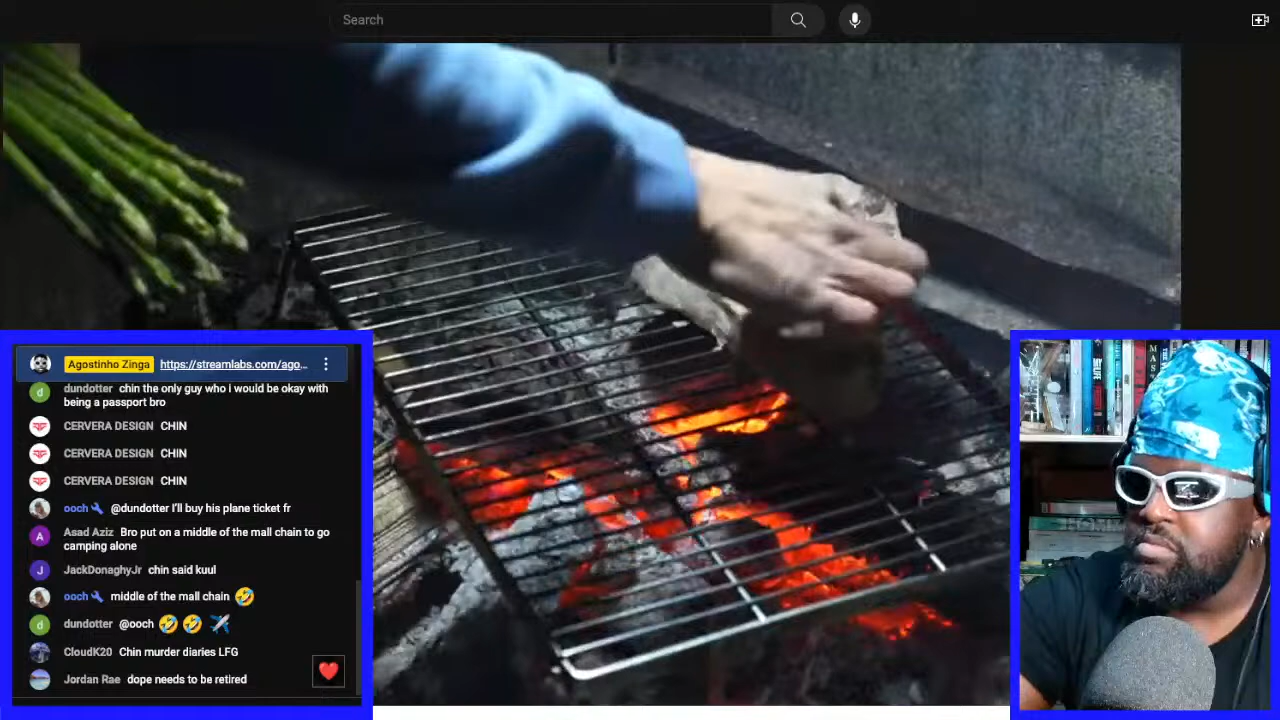 Search
Agostinho Zinga https://streamlabs.com/ago...
dundotter chin the only guy who i would be okay with
being a passport bro
CERVERA DESIGN CHIN
CERVERA DESIGN CHIN
CERVERA DESIGN CHIN
ooch @dundotter I'll buy his plane ticket fr
Asad Aziz Bro put on a middle of the mall chain to go
camping alone
JackDonaghyJr chin said kuul
ooch middle of the mall chain 🤣
dundotter @ooch 🤣 🤣 ✈️
CloudK20 Chin murder diaries LFG
Jordan Rae dope needs to be retired